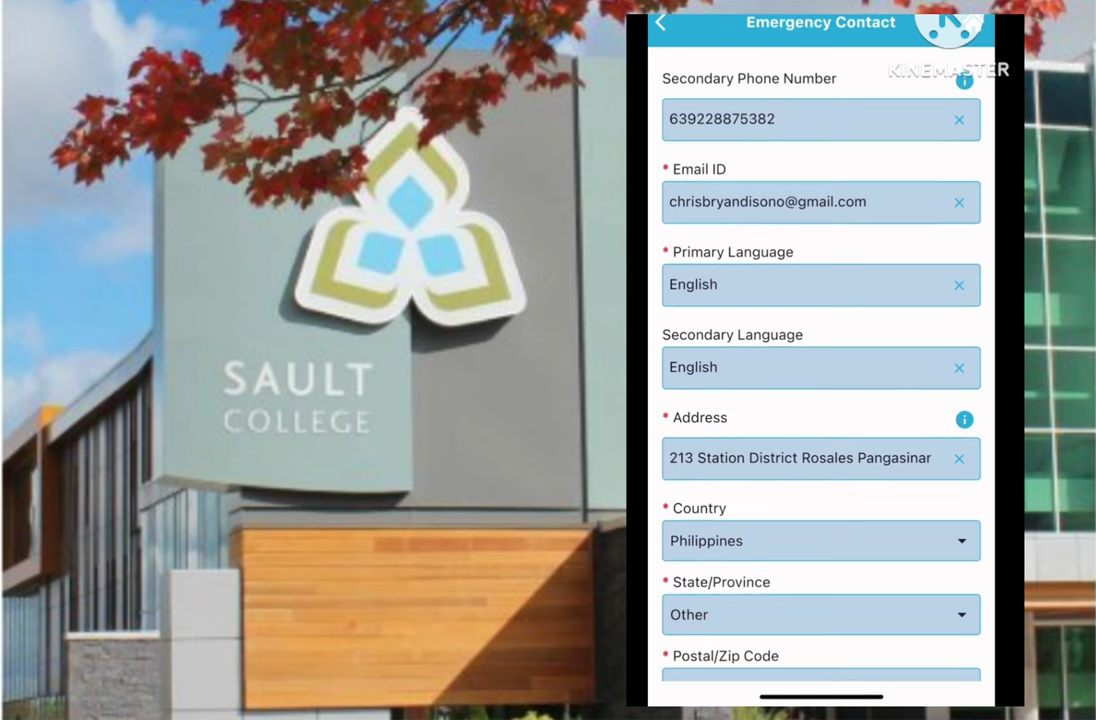 SAULT
COLLEGE
Emergency Contact
KINEMASTER
Secondary Phone Number
639228875382
* Email ID
chrisbryandisono@gmail.com
* Primary Language
English
Secondary Language
English
* Address
213 Station District Rosales Pangasinar
* Country
Philippines
* State/Province
Other
* Postal/Zip Code